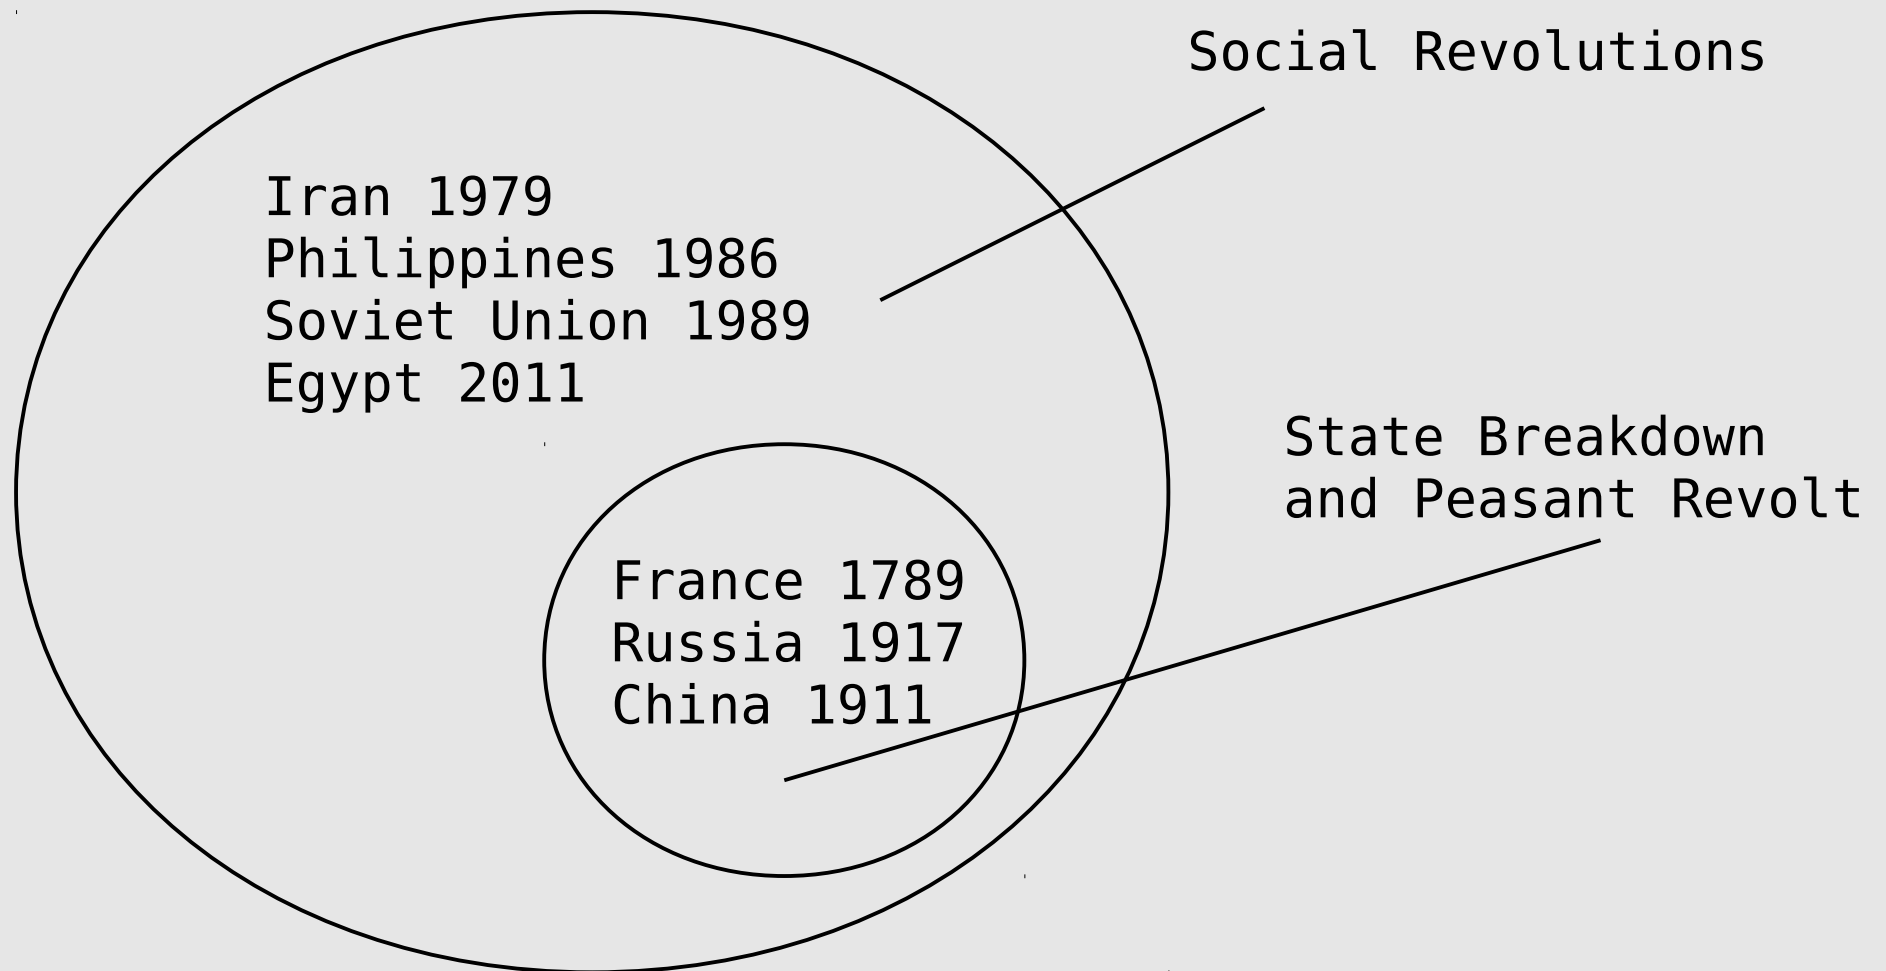 Social Revolutions
Iran 1979
Philippines 1986
Soviet Union 1989
Egypt 2011
State Breakdown
and Peasant Revolt
France 1789
Russia 1917
China 1911